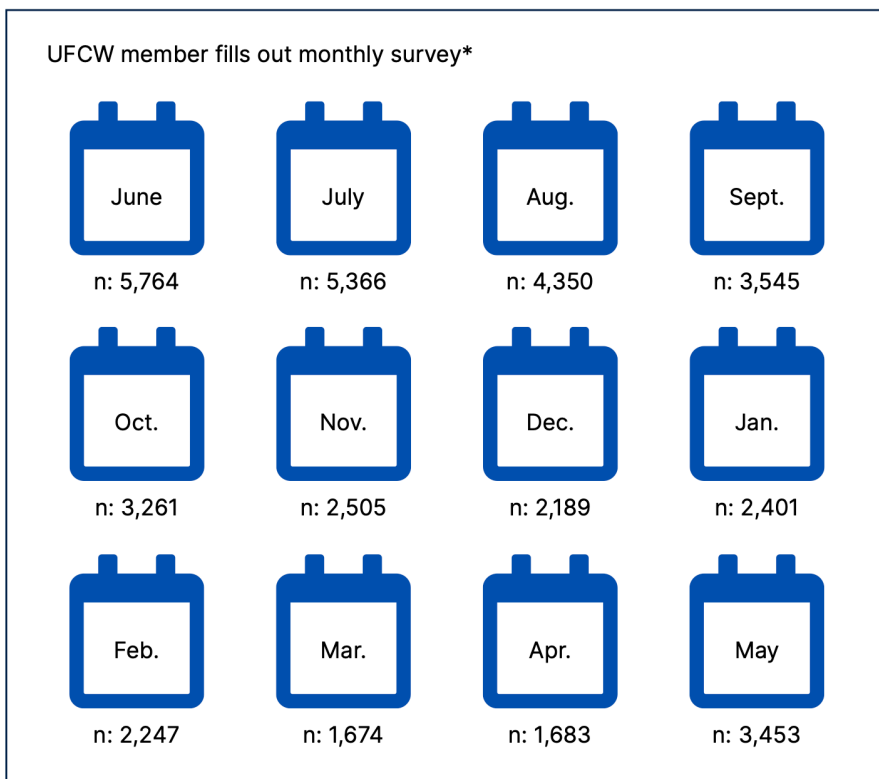 UFCW member fills out monthly survey*
June July Aug. Sept.
n: 5,764 n: 5,366 n: 4,350 n: 3,545
Oct. Nov. Dec. Jan.
n: 3,261 n: 2,505 n: 2,189 n: 2,401
Feb. Mar. Apr. May
n: 2,247 n: 1,674 n: 1,683 n: 3,453